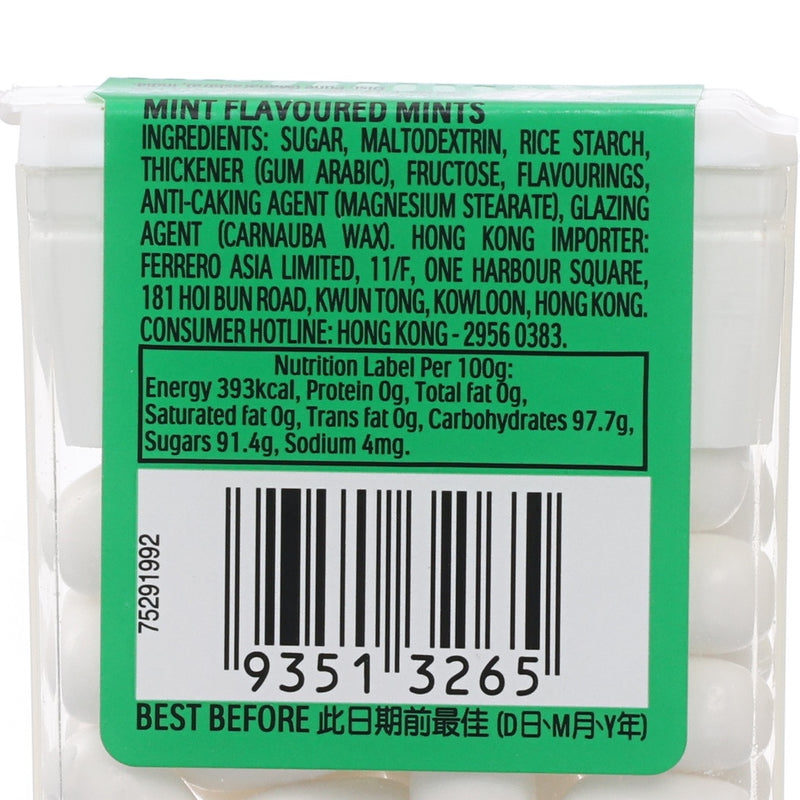 MINT FLAVOURED MINTS
INGREDIENTS: SUGAR, MALTODEXTRIN, RICE STARCH,
THICKENER (GUM ARABIC), FRUCTOSE, FLAVOURINGS,
ANTI-CAKING AGENT (MAGNESIUM STEARATE), GLAZING
AGENT (CARNAUBA WAX). HONG KONG IMPORTER:
FERRERO ASIA LIMITED, 11/F, ONE HARBOUR SQUARE,
181 HOI BUN ROAD, KWUN TONG, KOWLOON, HONG KONG.
CONSUMER HOTLINE: HONG KONG - 2956 0383.
Nutrition Label Per 100g:
Energy 393kcal, Protein 0g, Total fat 0g,
Saturated fat 0g, Trans fat 0g, Carbohydrates 97.7g,
Sugars 91.4g, Sodium 4mg.
75291992
9351 3265
BEST BEFORE 此日期前最佳 (D日、M月、Y年)